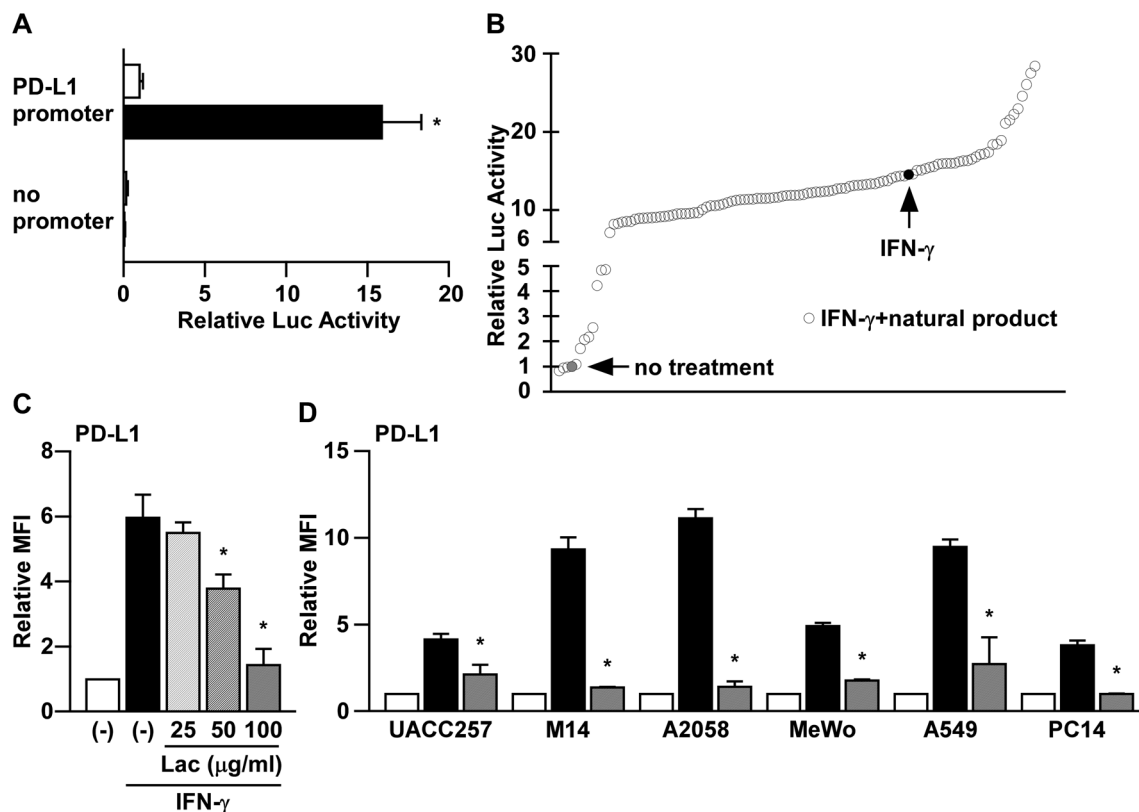 A
PD-L1
promoter
*
no
promoter
0 5 10 15 20
Relative Luc Activity
B
Relative Luc Activity
30
20
10
6
5
4
3
2
1
0
IFN-γ
IFN-γ+natural product
no treatment
C
PD-L1
Relative MFI
8
6
4
2
0
* *
(-) (-) 25 50 100
Lac (μg/ml)
IFN-γ
D
PD-L1
Relative MFI
15
10
5
0
* * * * * *
UACC257 M14 A2058 MeWo A549 PC14